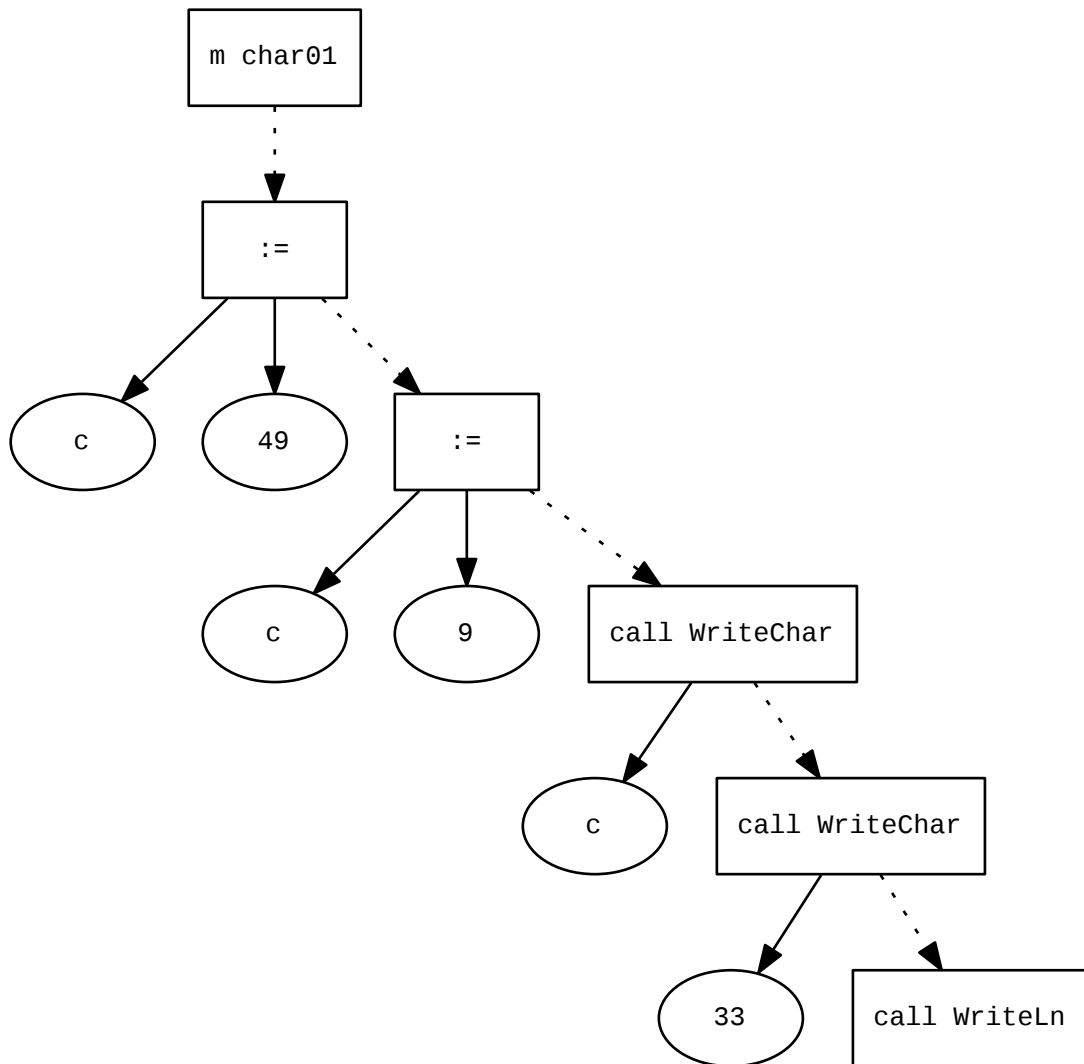 m char01
:=
c
49
:=
c
9
call WriteChar
c
call WriteChar
33
call WriteLn